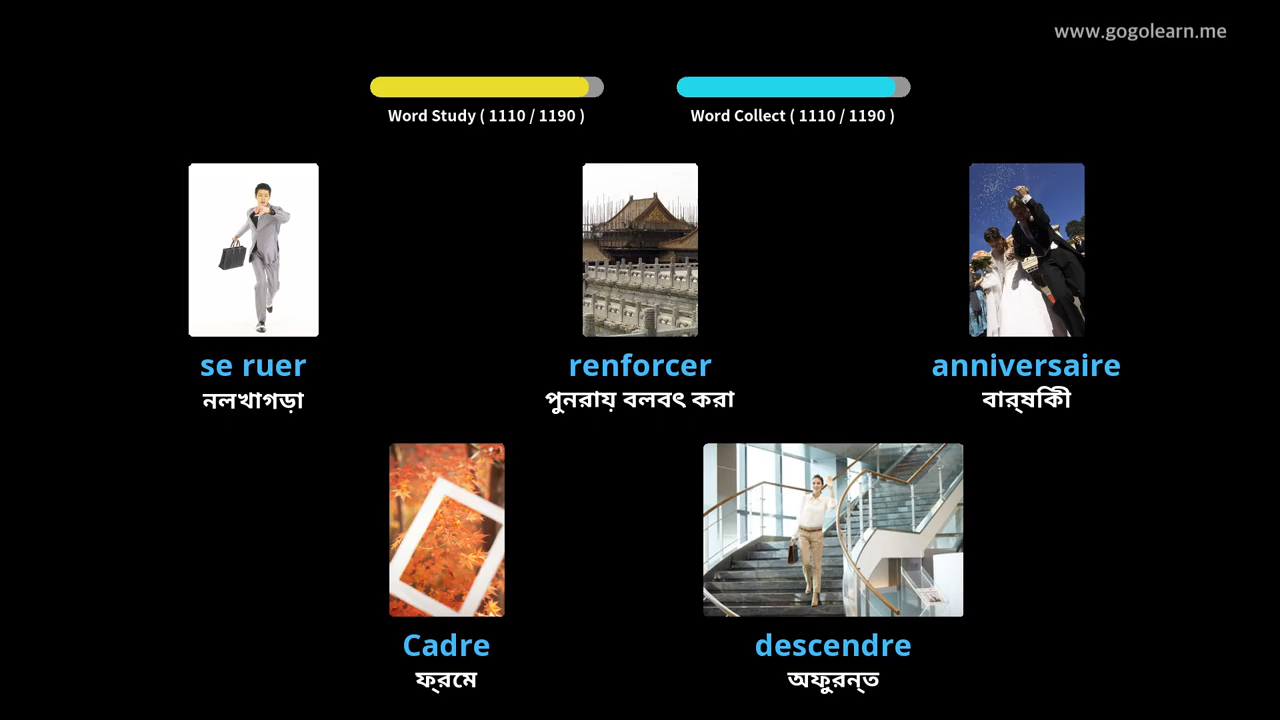 www.gogolearn.me
Word Study ( 1110 / 1190 )
Word Collect ( 1110 / 1190 )
se ruer
নলখাগড়া
renforcer
পুনরায় বলবৎ করা
anniversaire
বার্ষিকী
Cadre
ফ্রেম
descendre
অফুরন্ত